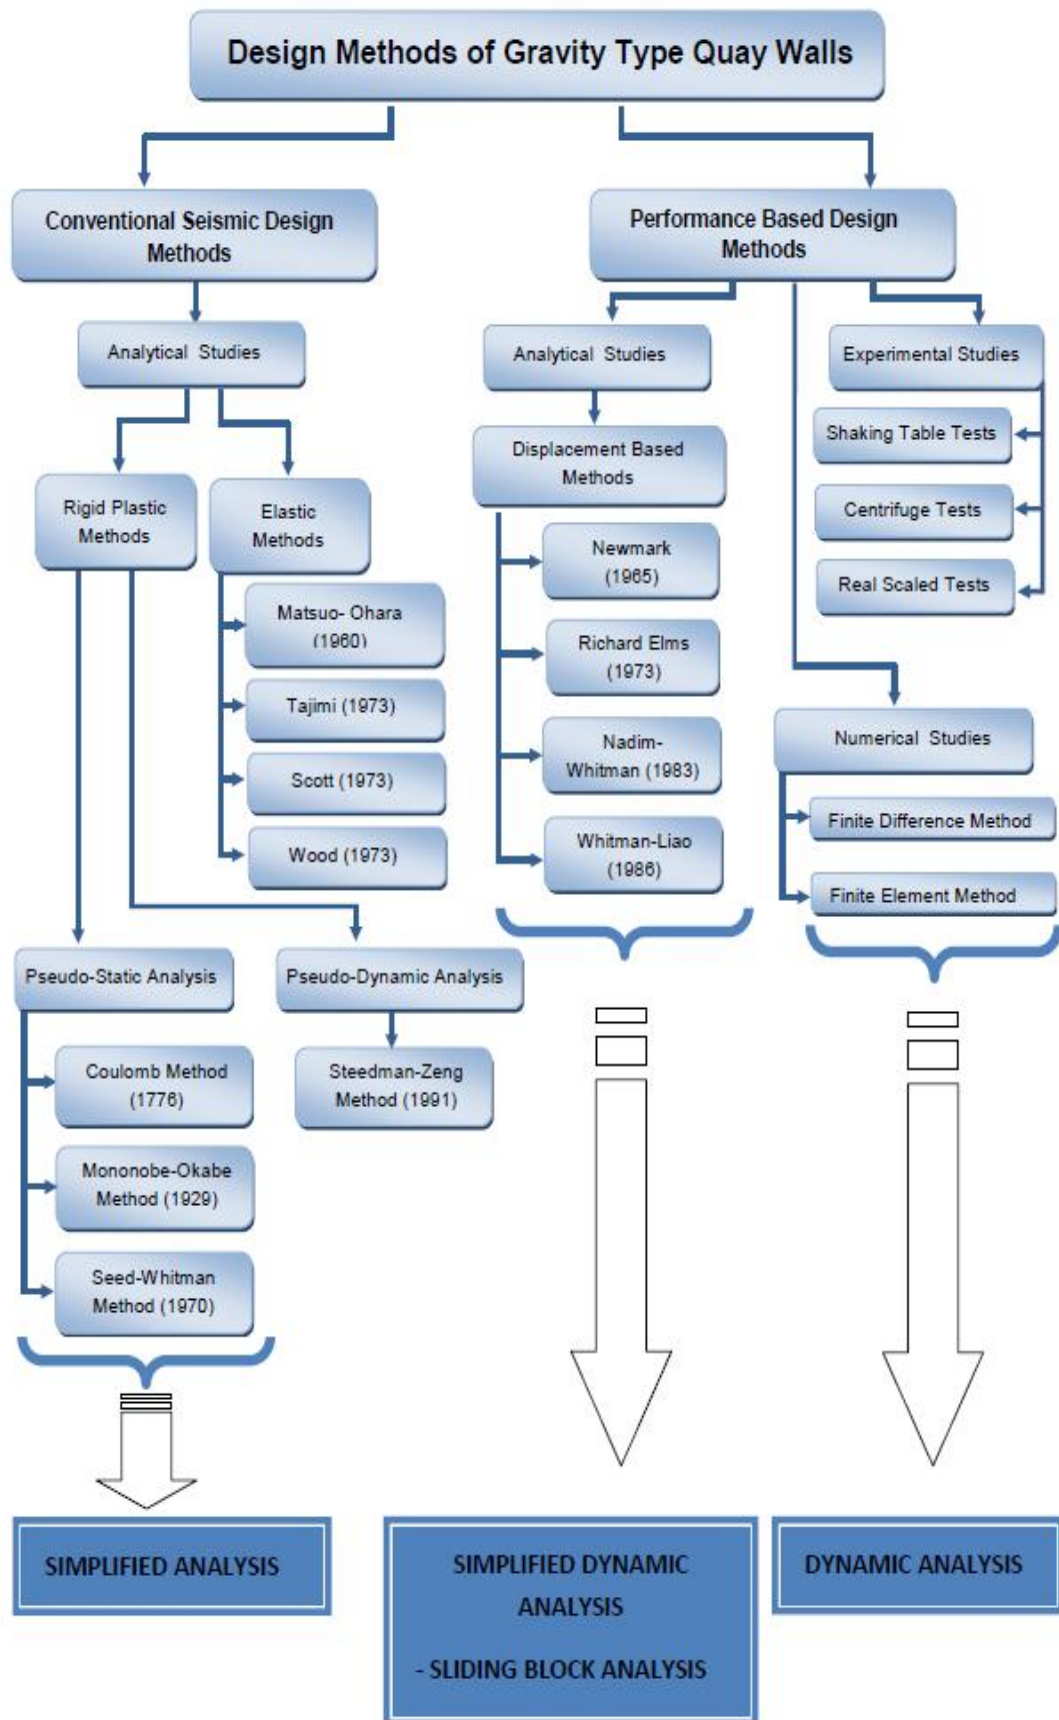 Design Methods of Gravity Type Quay Walls
Conventional Seismic Design
Methods
Performance Based Design
Methods
Analytical Studies
Analytical Studies
Experimental Studies
Shaking Table Tests
Centrifuge Tests
Real Scaled Tests
Displacement Based
Methods
Rigid Plastic
Methods
Elastic
Methods
Newmark
(1965)
Richard Elms
(1973)
Nadim-
Whitman (1983)
Whitman-Liao
(1986)
Matsuo- Ohara
(1960)
Tajimi (1973)
Scott (1973)
Wood (1973)
Numerical Studies
Finite Difference Method
Finite Element Method
Pseudo-Static Analysis
Pseudo-Dynamic Analysis
Coulomb Method
(1776)
Mononobe-Okabe
Method (1929)
Seed-Whitman
Method (1970)
Steedman-Zeng
Method (1991)
SIMPLIFIED ANALYSIS
SIMPLIFIED DYNAMIC
ANALYSIS
- SLIDING BLOCK ANALYSIS
DYNAMIC ANALYSIS